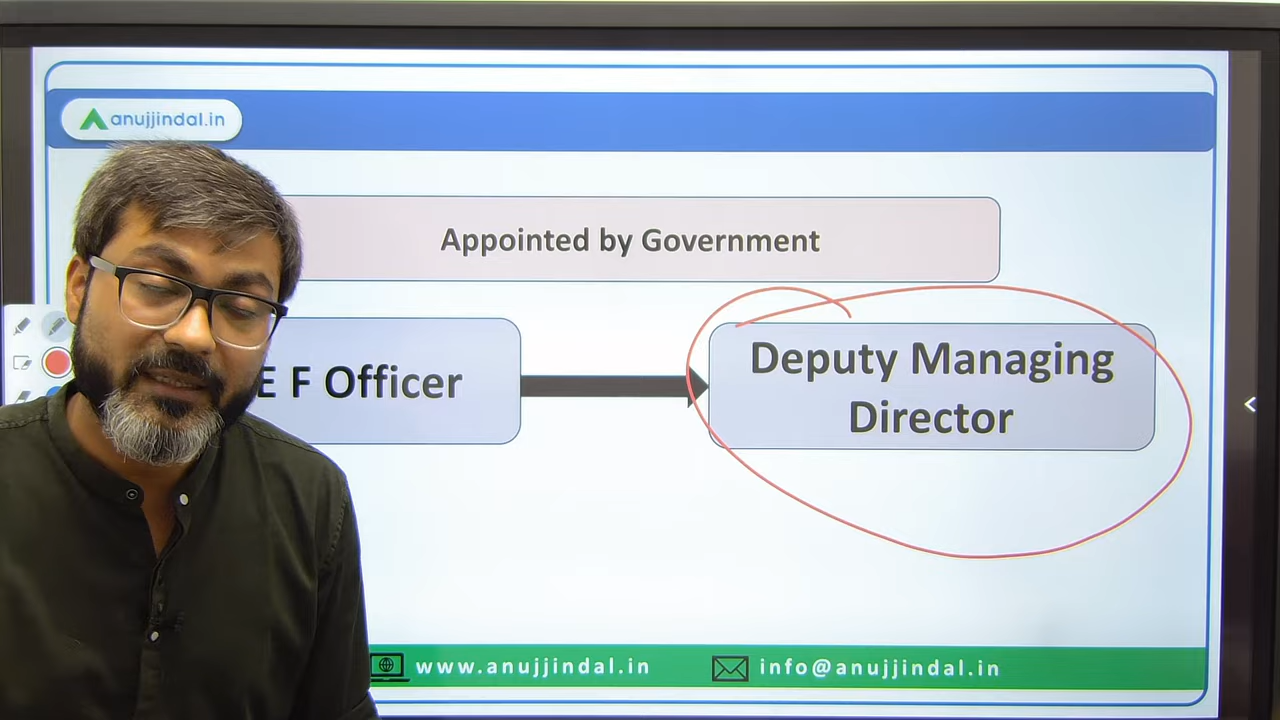 anujjindal.in
Appointed by Government
E F Officer
Deputy Managing
Director
www.anujjindal.in
info@anujjindal.in